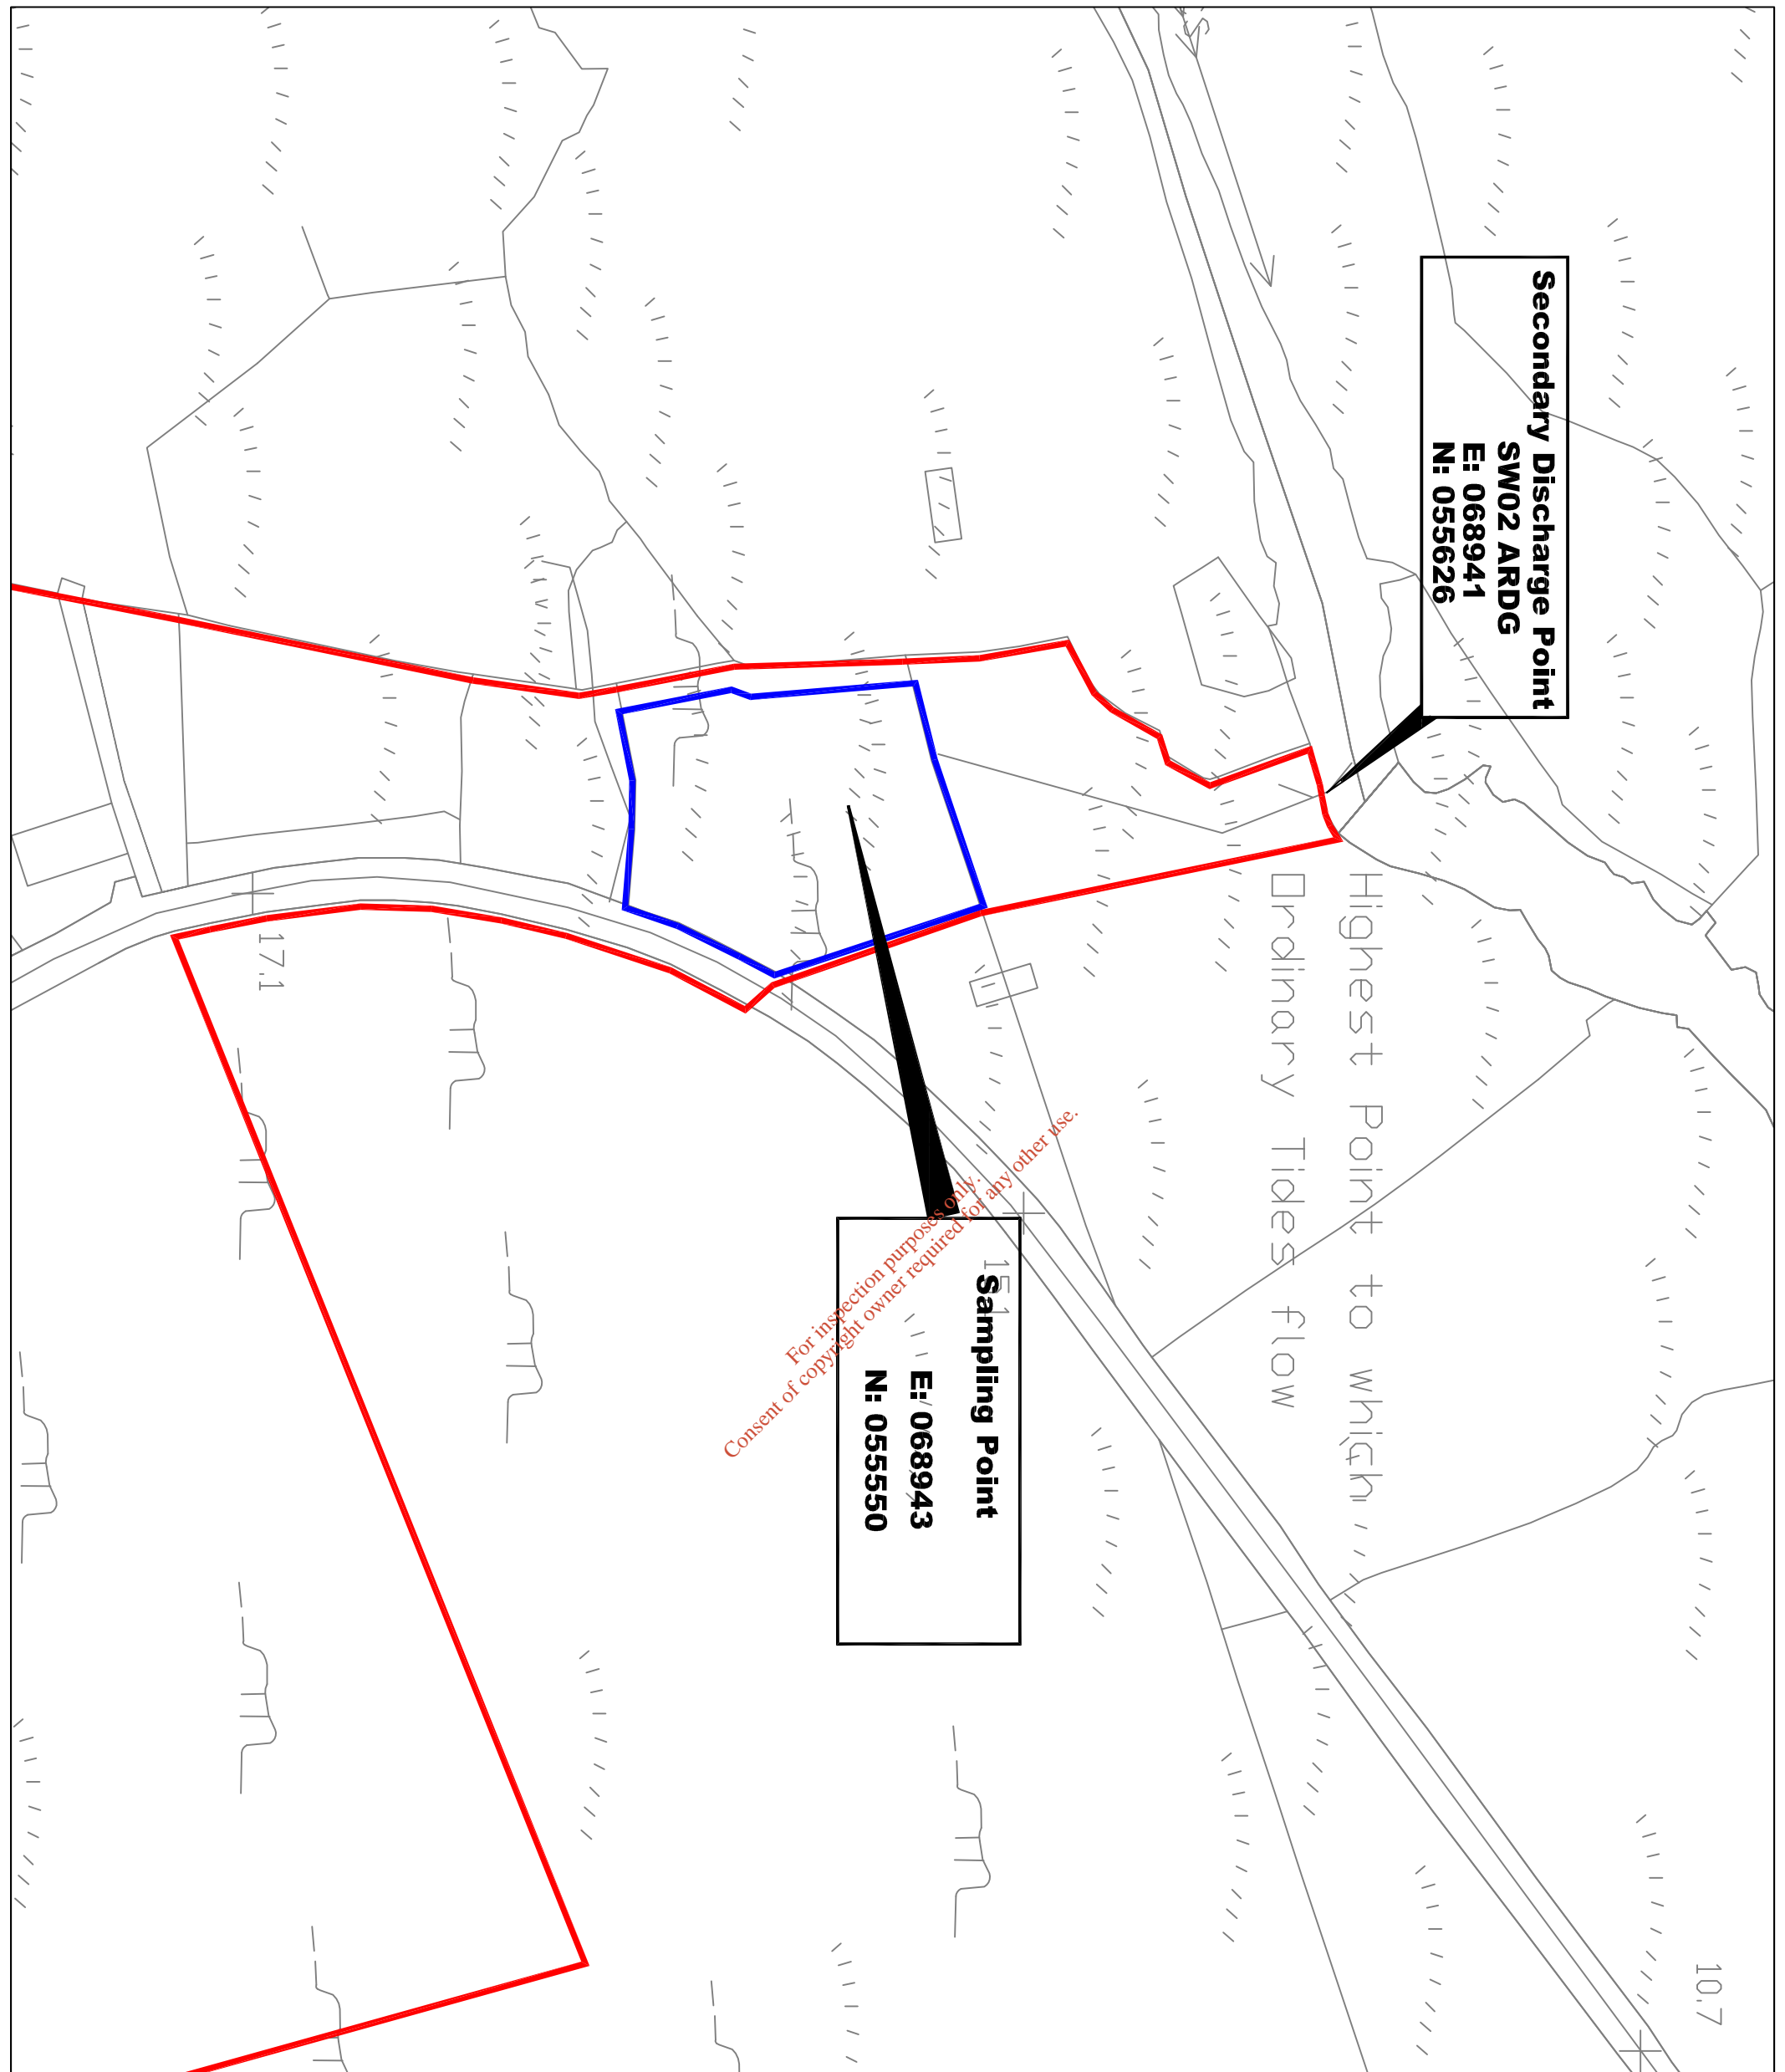 Secondary Discharge Point
SW02 ARDG
E: 068941
N: 055626
Highest Point to which
Ordinary Tides flow
17.1
15.1
Sampling Point
E: 068943
N: 055550
For inspection purposes only.
Consent of copyright owner required for any other use.
10.7